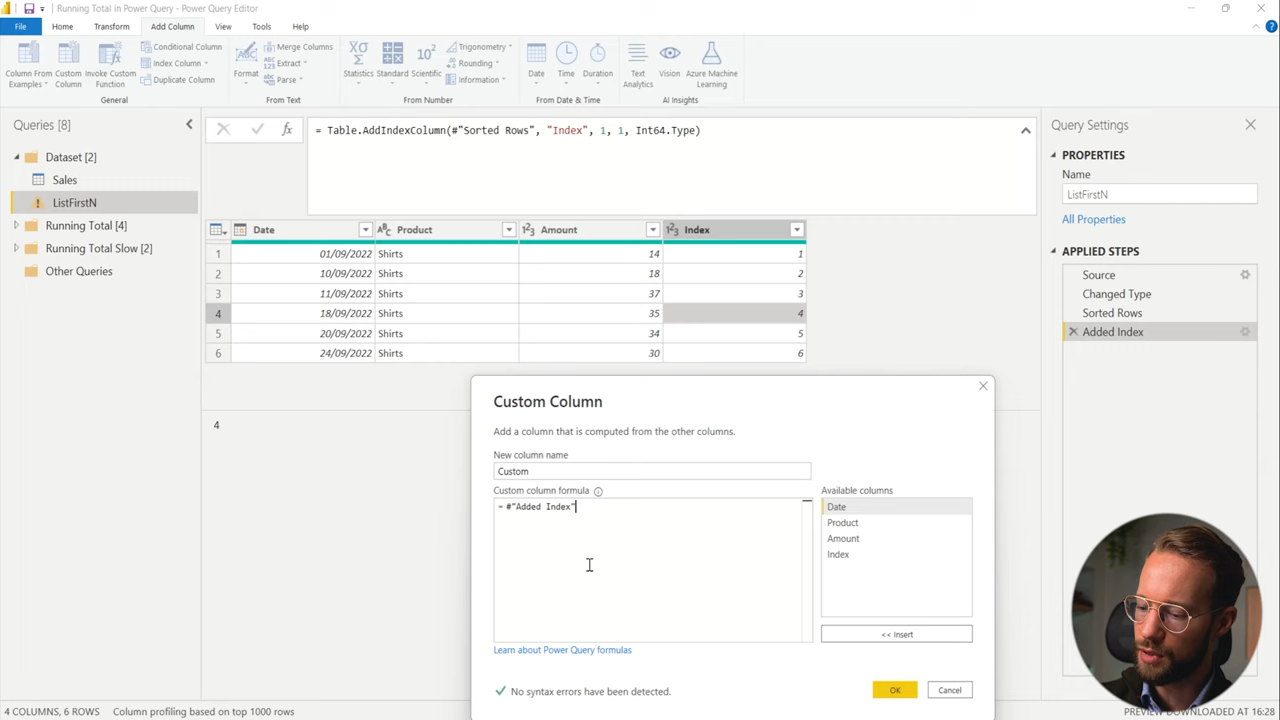 Running Total in Power Query - Power Query Editor
File Home Transform Add Column View Tools Help
Column From Examples
Custom Column
Invoke Custom Function
Conditional Column
Index Column
Duplicate Column
General
Format
Merge Columns
Extract
Parse
From Text
Statistics
Standard
Scientific
Trigonometry
Rounding
Information
From Number
Date
Time
Duration
From Date & Time
Text Analytics
Vision
Azure Machine Learning
AI Insights
Queries [8]
Dataset [2]
Sales
ListFirstN
Running Total [4]
Running Total Slow [2]
Other Queries
= Table.AddIndexColumn(#"Sorted Rows", "Index", 1, 1, Int64.Type)
Date Product Amount Index
1 01/09/2022 Shirts 14 1
2 10/09/2022 Shirts 18 2
3 11/09/2022 Shirts 37 3
4 18/09/2022 Shirts 35 4
5 20/09/2022 Shirts 34 5
6 24/09/2022 Shirts 30 6
4
Custom Column
Add a column that is computed from the other columns.
New column name
Custom
Custom column formula
= #"Added Index"
Available columns
Date
Product
Amount
Index
<< Insert
Learn about Power Query formulas
No syntax errors have been detected.
OK
Cancel
Query Settings
PROPERTIES
Name
ListFirstN
All Properties
APPLIED STEPS
Source
Changed Type
Sorted Rows
Added Index
4 COLUMNS, 6 ROWS Column profiling based on top 1000 rows
PREVIEW DOWNLOADED AT 16:28